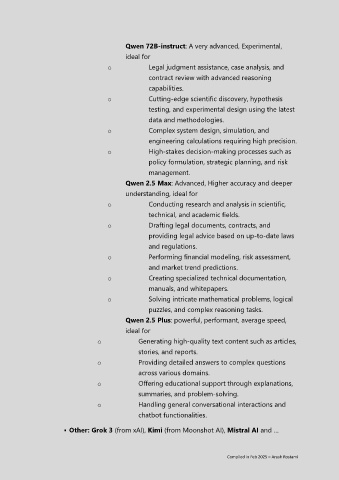 Qwen 72B-instruct: A very advanced, Experimental,
ideal for
o Legal judgment assistance, case analysis, and
contract review with advanced reasoning
capabilities.
o Cutting-edge scientific discovery, hypothesis
testing, and experimental design using the latest
data and methodologies.
o Complex system design, simulation, and
engineering calculations requiring high precision.
o High-stakes decision-making processes such as
policy formulation, strategic planning, and risk
management.
Qwen 2.5 Max: Advanced, Higher accuracy and deeper
understanding, ideal for
o Conducting research and analysis in scientific,
technical, and academic fields.
o Drafting legal documents, contracts, and
providing legal advice based on up-to-date laws
and regulations.
o Performing financial modeling, risk assessment,
and market trend predictions.
o Creating specialized technical documentation,
manuals, and whitepapers.
o Solving intricate mathematical problems, logical
puzzles, and complex reasoning tasks.
Qwen 2.5 Plus: powerful, performant, average speed,
ideal for
o Generating high-quality text content such as articles,
stories, and reports.
o Providing detailed answers to complex questions
across various domains.
o Offering educational support through explanations,
summaries, and problem-solving.
o Handling general conversational interactions and
chatbot functionalities.
• Other: Grok 3 (from xAI), Kimi (from Moonshot AI), Mistral AI and ...
Compiled in Feb 2025 –